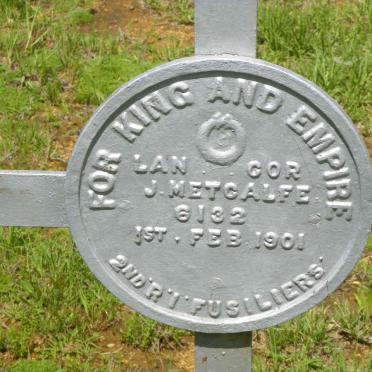 FOR KING AND EMPIRE
LAN . COR
J. METCALFE
6132
1ST. FEB 1901
2ND R'I' FUSILIERS'